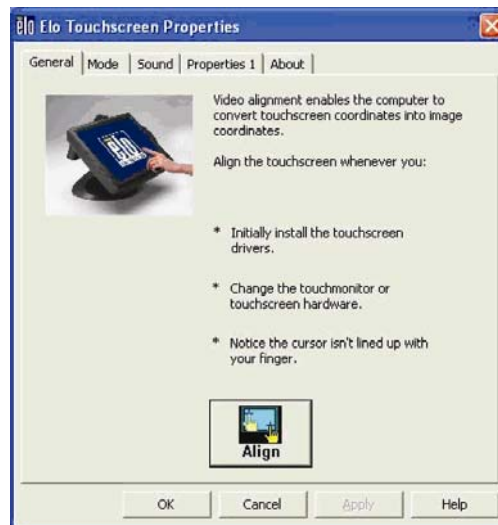 elo Elo Touchscreen Properties
General Mode Sound Properties 1 About
Video alignment enables the computer to
convert touchscreen coordinates into image
coordinates.
Align the touchscreen whenever you:
* Initially install the touchscreen
drivers.
* Change the touchmonitor or
touchscreen hardware.
* Notice the cursor isn't lined up with
your finger.
elo
Align
OK Cancel Apply Help